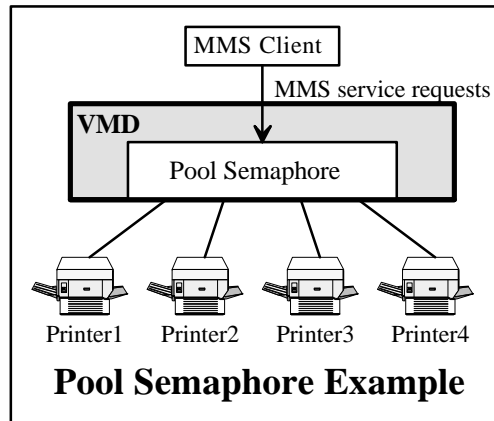 MMS Client
MMS service requests
VMD
Pool Semaphore
Printer1 Printer2 Printer3 Printer4
Pool Semaphore Example